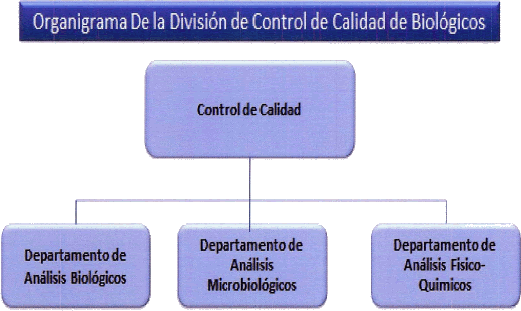 Organigrama De la División de Control de Calidad de Biológicos
Control de Calidad
Departamento de
Análisis Biológicos
Departamento de
Análisis
Microbiológicos
Departamento de
Análisis Fisico-
Quimicos